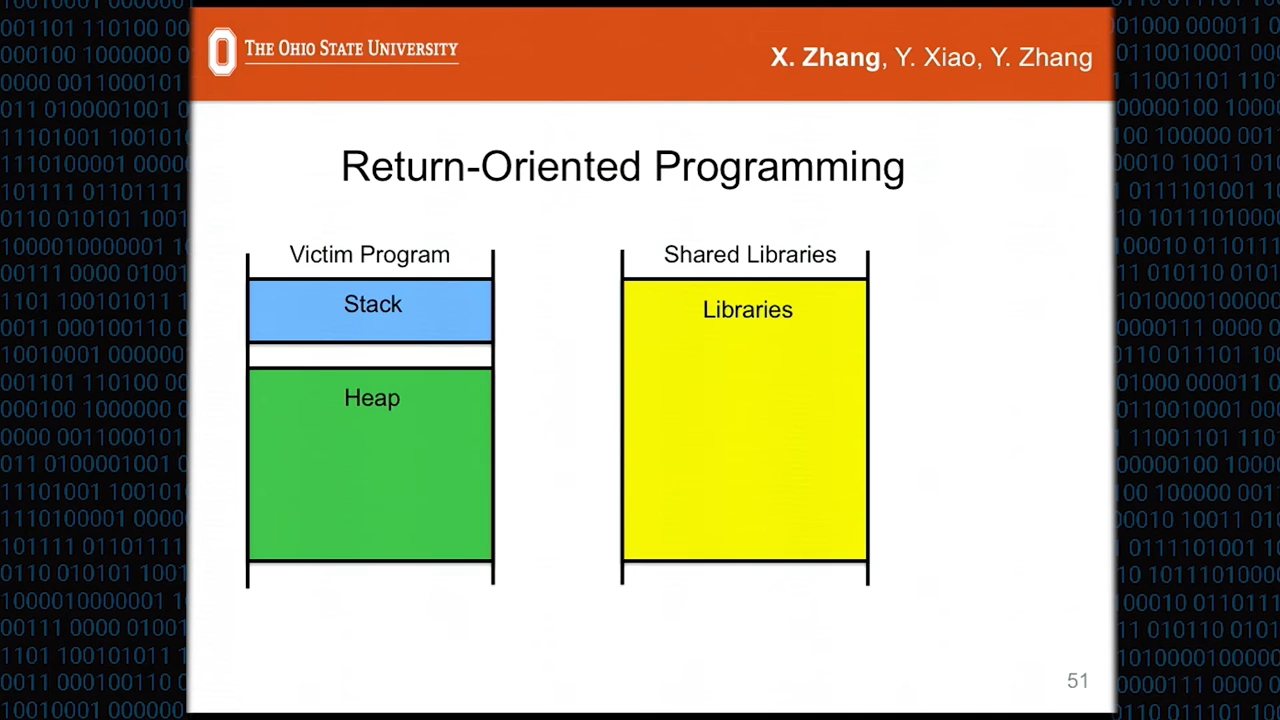 THE OHIO STATE UNIVERSITY
X. Zhang, Y. Xiao, Y. Zhang
Return-Oriented Programming
Victim Program
Shared Libraries
Stack
Libraries
Heap
51